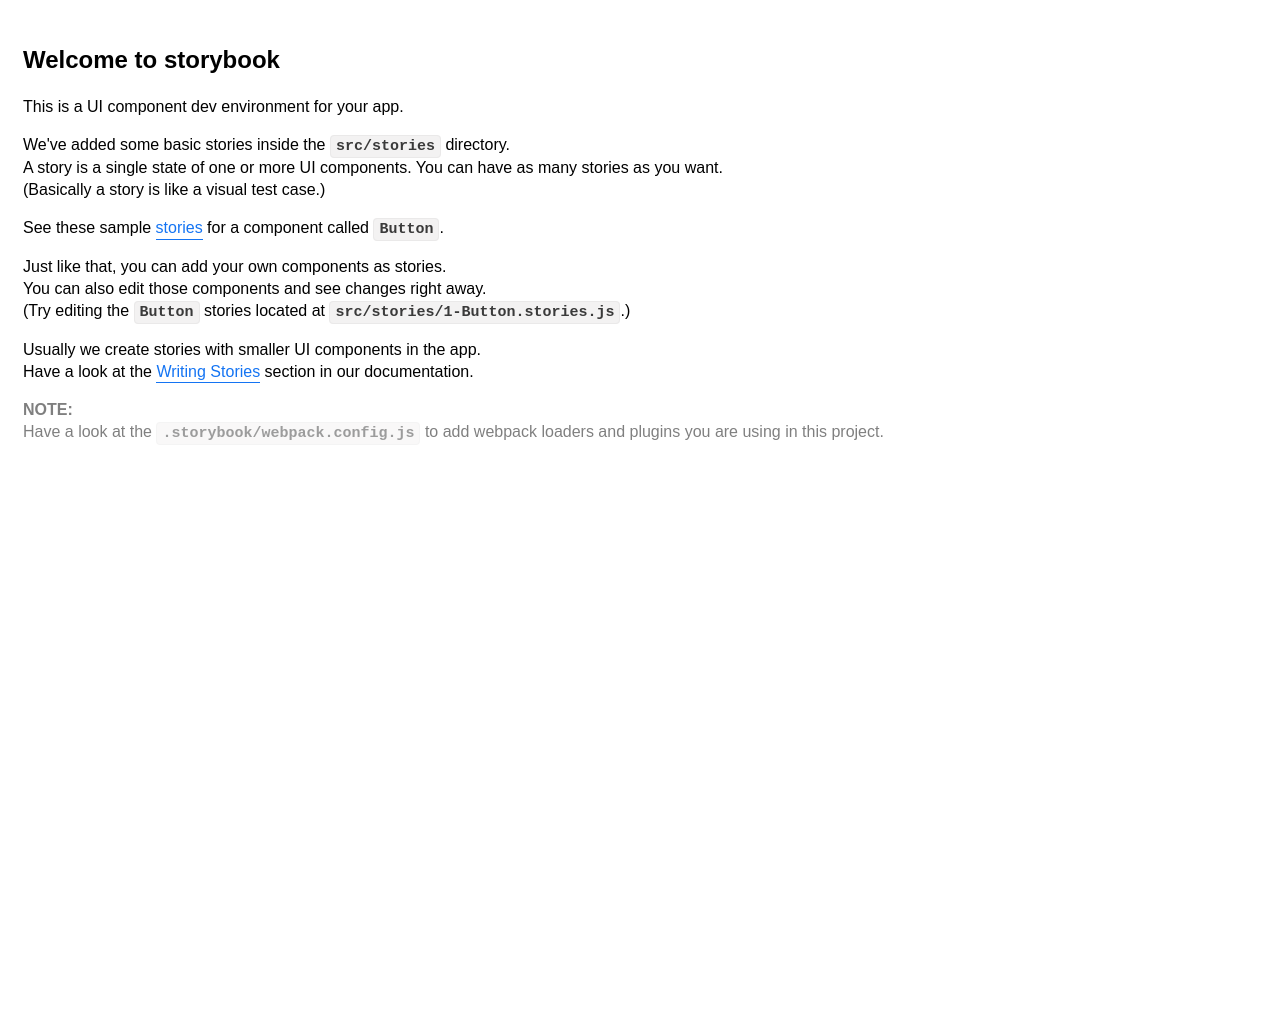 Welcome to storybook
This is a UI component dev environment for your app.
We've added some basic stories inside the src/stories directory.
A story is a single state of one or more UI components. You can have as many stories as you want.
(Basically a story is like a visual test case.)
See these sample stories for a component called Button.
Just like that, you can add your own components as stories.
You can also edit those components and see changes right away.
(Try editing the Button stories located at src/stories/1-Button.stories.js.)
Usually we create stories with smaller UI components in the app.
Have a look at the Writing Stories section in our documentation.
NOTE:
Have a look at the .storybook/webpack.config.js to add webpack loaders and plugins you are using in this project.